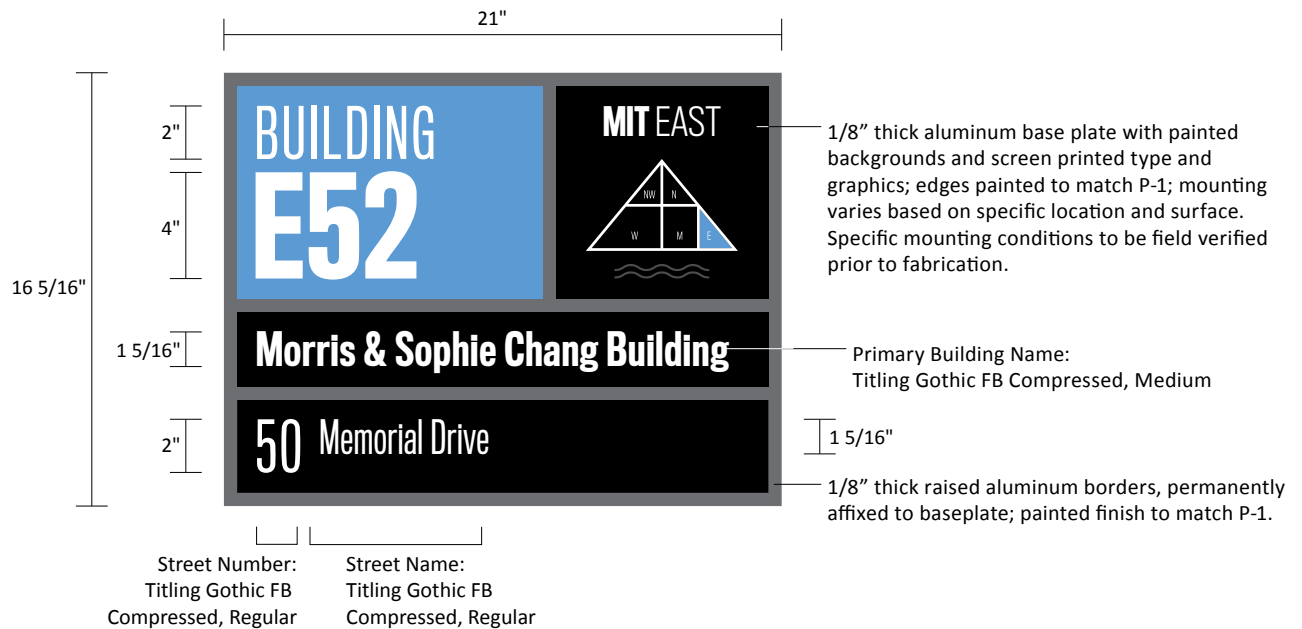 21"
2"
4"
16 5/16"
1 5/16"
2"
BUILDING
E52
MIT EAST
NW N
W M E
Morris & Sophie Chang Building
50 Memorial Drive
1/8” thick aluminum base plate with painted
backgrounds and screen printed type and
graphics; edges painted to match P-1; mounting
varies based on specific location and surface.
Specific mounting conditions to be field verified
prior to fabrication.
Primary Building Name:
Titling Gothic FB Compressed, Medium
1 5/16"
1/8” thick raised aluminum borders, permanently
affixed to baseplate; painted finish to match P-1.
Street Number:
Titling Gothic FB
Compressed, Regular
Street Name:
Titling Gothic FB
Compressed, Regular